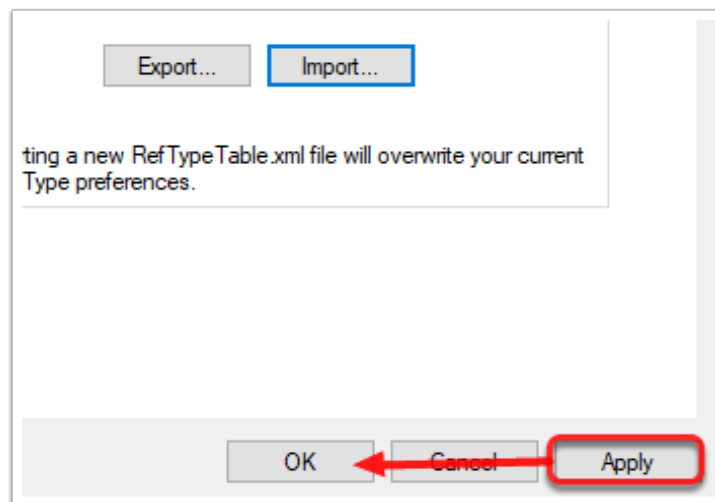 Export... Import...
ting a new RefTypeTable.xml file will overwrite your current
Type preferences.
OK Cancel Apply